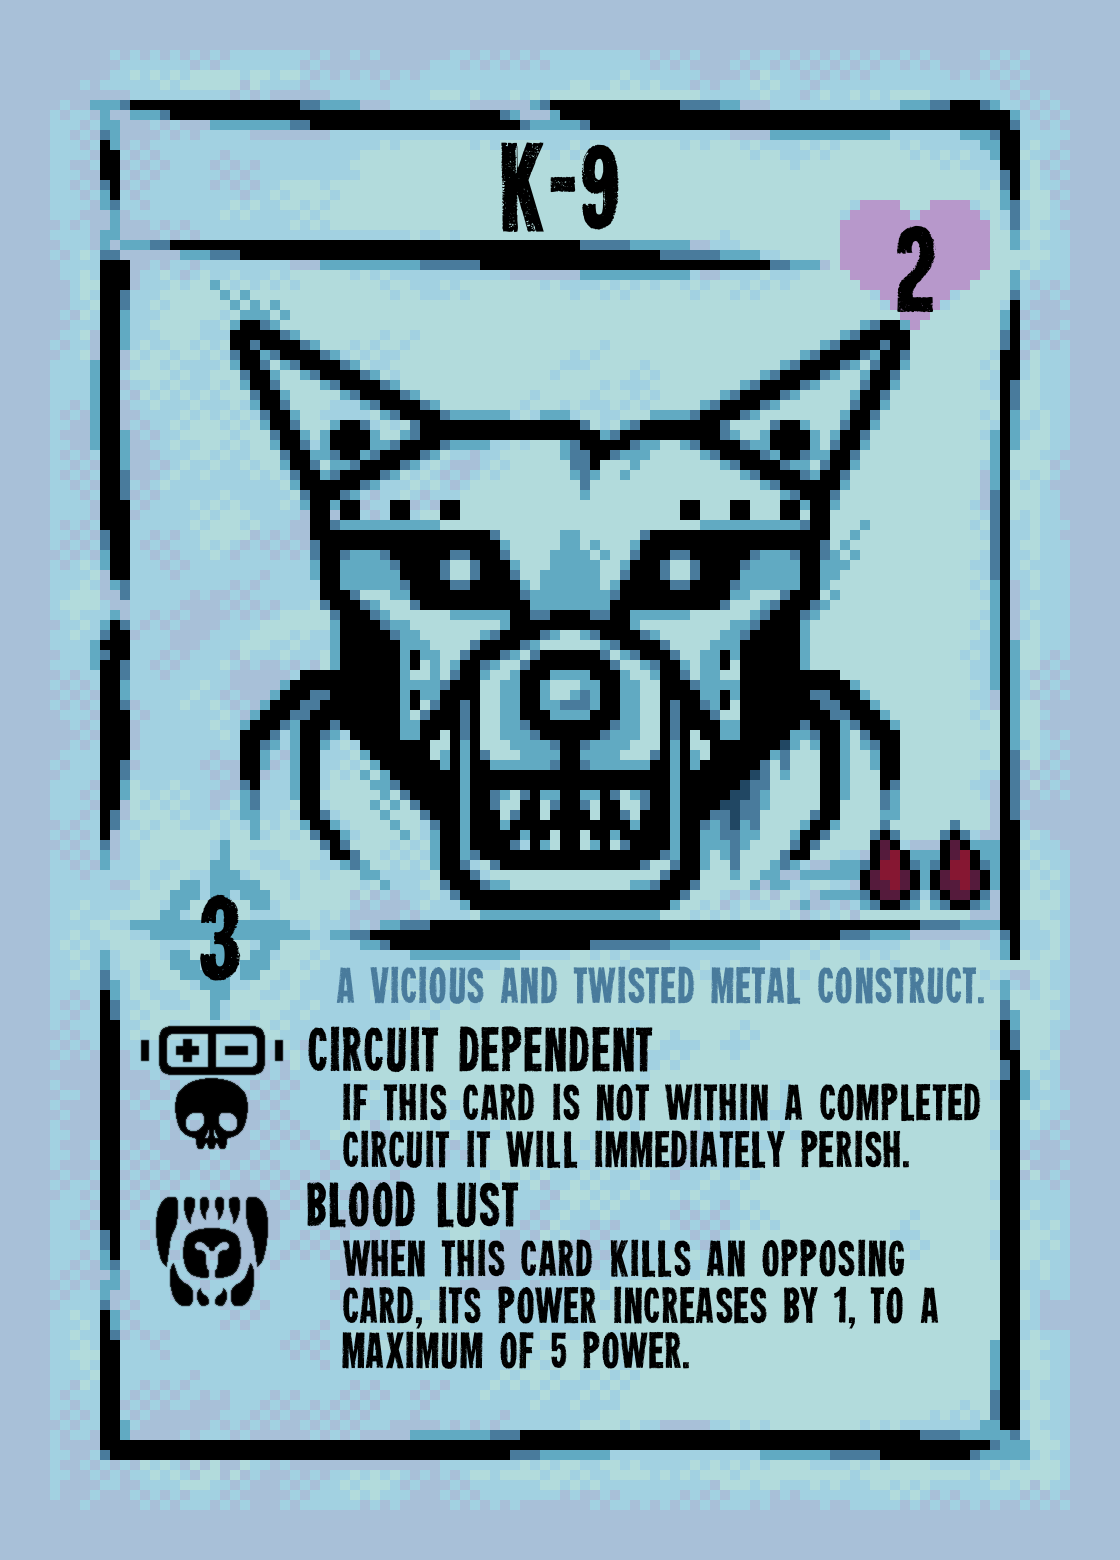 K-9
2
3
A VICIOUS AND TWISTED METAL CONSTRUCT.
CIRCUIT DEPENDENT
IF THIS CARD IS NOT WITHIN A COMPLETED
CIRCUIT IT WILL IMMEDIATELY PERISH.
BLOOD LUST
WHEN THIS CARD KILLS AN OPPOSING
CARD, ITS POWER INCREASES BY 1, TO A
MAXIMUM OF 5 POWER.